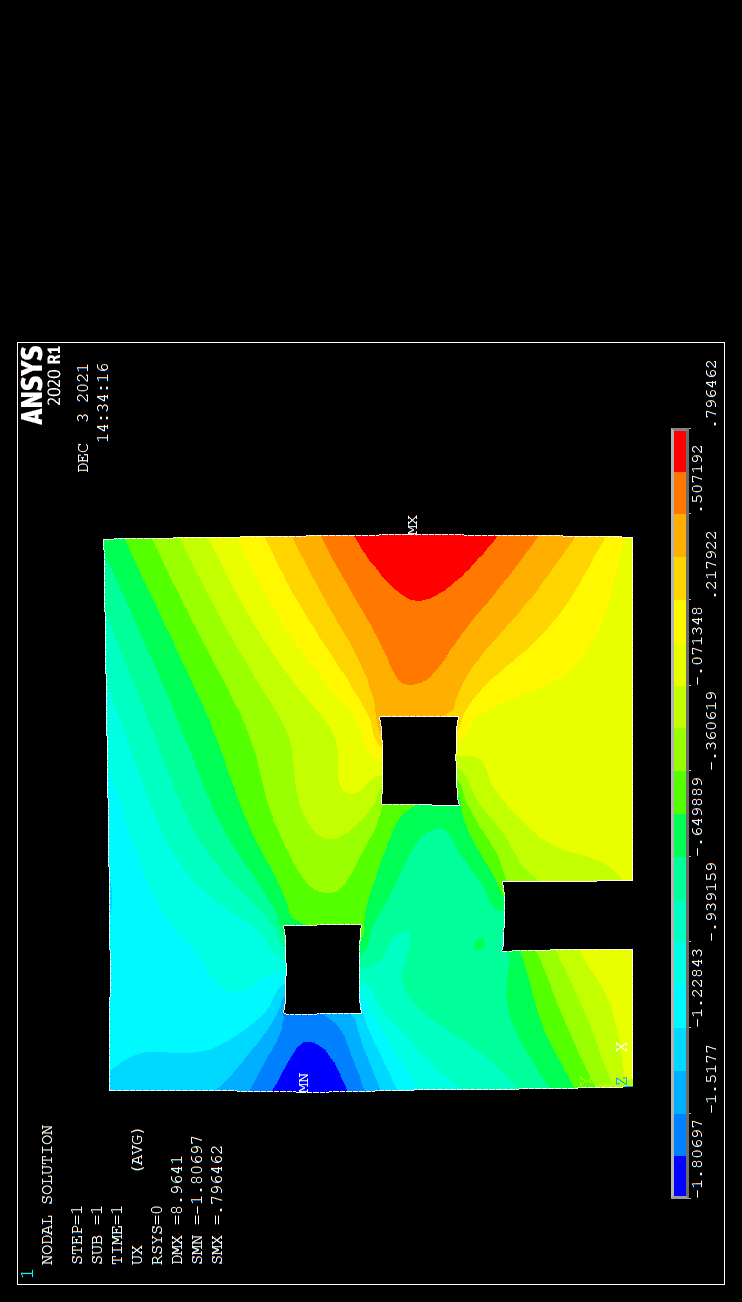 1
NODAL SOLUTION
STEP=1
SUB =1
TIME=1
UX (AVG)
RSYS=0
DMX =8.9641
SMN =-1.80697
SMX =.796462
ANSYS
2020 R1
DEC 3 2021
14:34:16
MX
MN
Y
Z X
-1.80697
-1.5177
-1.22843
-.939159
-.649889
-.360619
-.071348
.217922
.507192
.796462